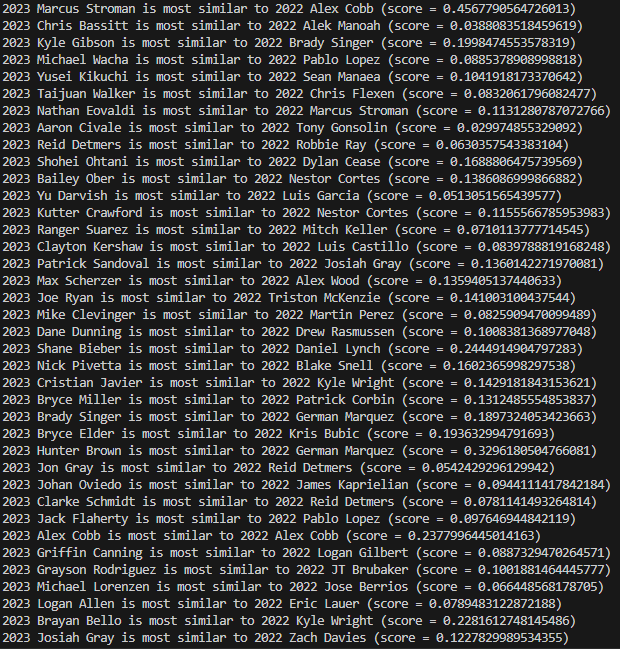 2023 Marcus Stroman is most similar to 2022 Alex Cobb (score = 0.4567790564726013)
2023 Chris Bassitt is most similar to 2022 Alek Manoah (score = 0.0388083518459619)
2023 Kyle Gibson is most similar to 2022 Brady Singer (score = 0.1998474553578319)
2023 Michael Wacha is most similar to 2022 Pablo Lopez (score = 0.0885378908998818)
2023 Yusei Kikuchi is most similar to 2022 Sean Manaea (score = 0.1041918173370642)
2023 Taijuan Walker is most similar to 2022 Chris Flexen (score = 0.0832061796082477)
2023 Nathan Eovaldi is most similar to 2022 Marcus Stroman (score = 0.1131280787072766)
2023 Aaron Civale is most similar to 2022 Tony Gonsolin (score = 0.029974855329092)
2023 Reid Detmers is most similar to 2022 Robbie Ray (score = 0.0630357543383104)
2023 Shohei Ohtani is most similar to 2022 Dylan Cease (score = 0.1688806475739569)
2023 Bailey Ober is most similar to 2022 Nestor Cortes (score = 0.1386086999866882)
2023 Yu Darvish is most similar to 2022 Luis Garcia (score = 0.0513051565439577)
2023 Kutter Crawford is most similar to 2022 Nestor Cortes (score = 0.1155566785953983)
2023 Ranger Suarez is most similar to 2022 Mitch Keller (score = 0.0710113777714545)
2023 Clayton Kershaw is most similar to 2022 Luis Castillo (score = 0.0839788819168248)
2023 Patrick Sandoval is most similar to 2022 Josiah Gray (score = 0.1360142271970081)
2023 Max Scherzer is most similar to 2022 Alex Wood (score = 0.1359405137440633)
2023 Joe Ryan is most similar to 2022 Triston McKenzie (score = 0.141003100437544)
2023 Mike Clevinger is most similar to 2022 Martin Perez (score = 0.0825909470099489)
2023 Dane Dunning is most similar to 2022 Drew Rasmussen (score = 0.1008381368977048)
2023 Shane Bieber is most similar to 2022 Daniel Lynch (score = 0.2444914904797283)
2023 Nick Pivetta is most similar to 2022 Blake Snell (score = 0.1602365998297538)
2023 Cristian Javier is most similar to 2022 Kyle Wright (score = 0.1429181843153621)
2023 Bryce Miller is most similar to 2022 Patrick Corbin (score = 0.1312485554853837)
2023 Brady Singer is most similar to 2022 German Marquez (score = 0.1897324053423663)
2023 Bryce Elder is most similar to 2022 Kris Bubic (score = 0.193632994791693)
2023 Hunter Brown is most similar to 2022 German Marquez (score = 0.3296180504766081)
2023 Jon Gray is most similar to 2022 Reid Detmers (score = 0.0542429296129942)
2023 Johan Oviedo is most similar to 2022 James Kaprielian (score = 0.0944111417842184)
2023 Clarke Schmidt is most similar to 2022 Reid Detmers (score = 0.0781141493264814)
2023 Jack Flaherty is most similar to 2022 Pablo Lopez (score = 0.097646944842119)
2023 Alex Cobb is most similar to 2022 Alex Cobb (score = 0.2377996445014163)
2023 Griffin Canning is most similar to 2022 Logan Gilbert (score = 0.0887329470264571)
2023 Grayson Rodriguez is most similar to 2022 JT Brubaker (score = 0.1001881464445777)
2023 Michael Lorenzen is most similar to 2022 Jose Berrios (score = 0.066448568178705)
2023 Logan Allen is most similar to 2022 Eric Lauer (score = 0.0789483122872188)
2023 Brayan Bello is most similar to 2022 Kyle Wright (score = 0.2281612748145486)
2023 Josiah Gray is most similar to 2022 Zach Davies (score = 0.1227829989534355)